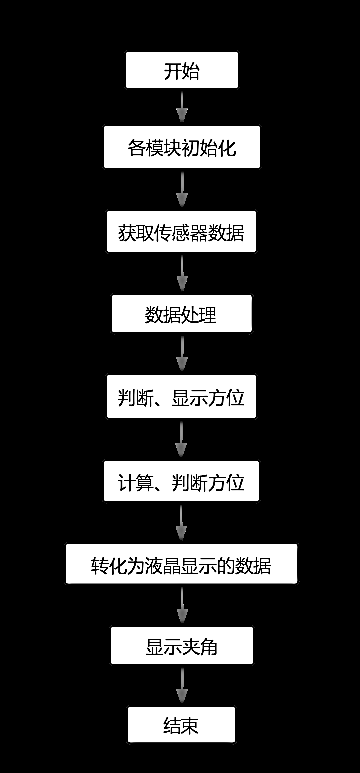 开始
各模块初始化
获取传感器数据
数据处理
判断、显示方位
计算、判断方位
转化为液晶显示的数据
显示夹角
结束